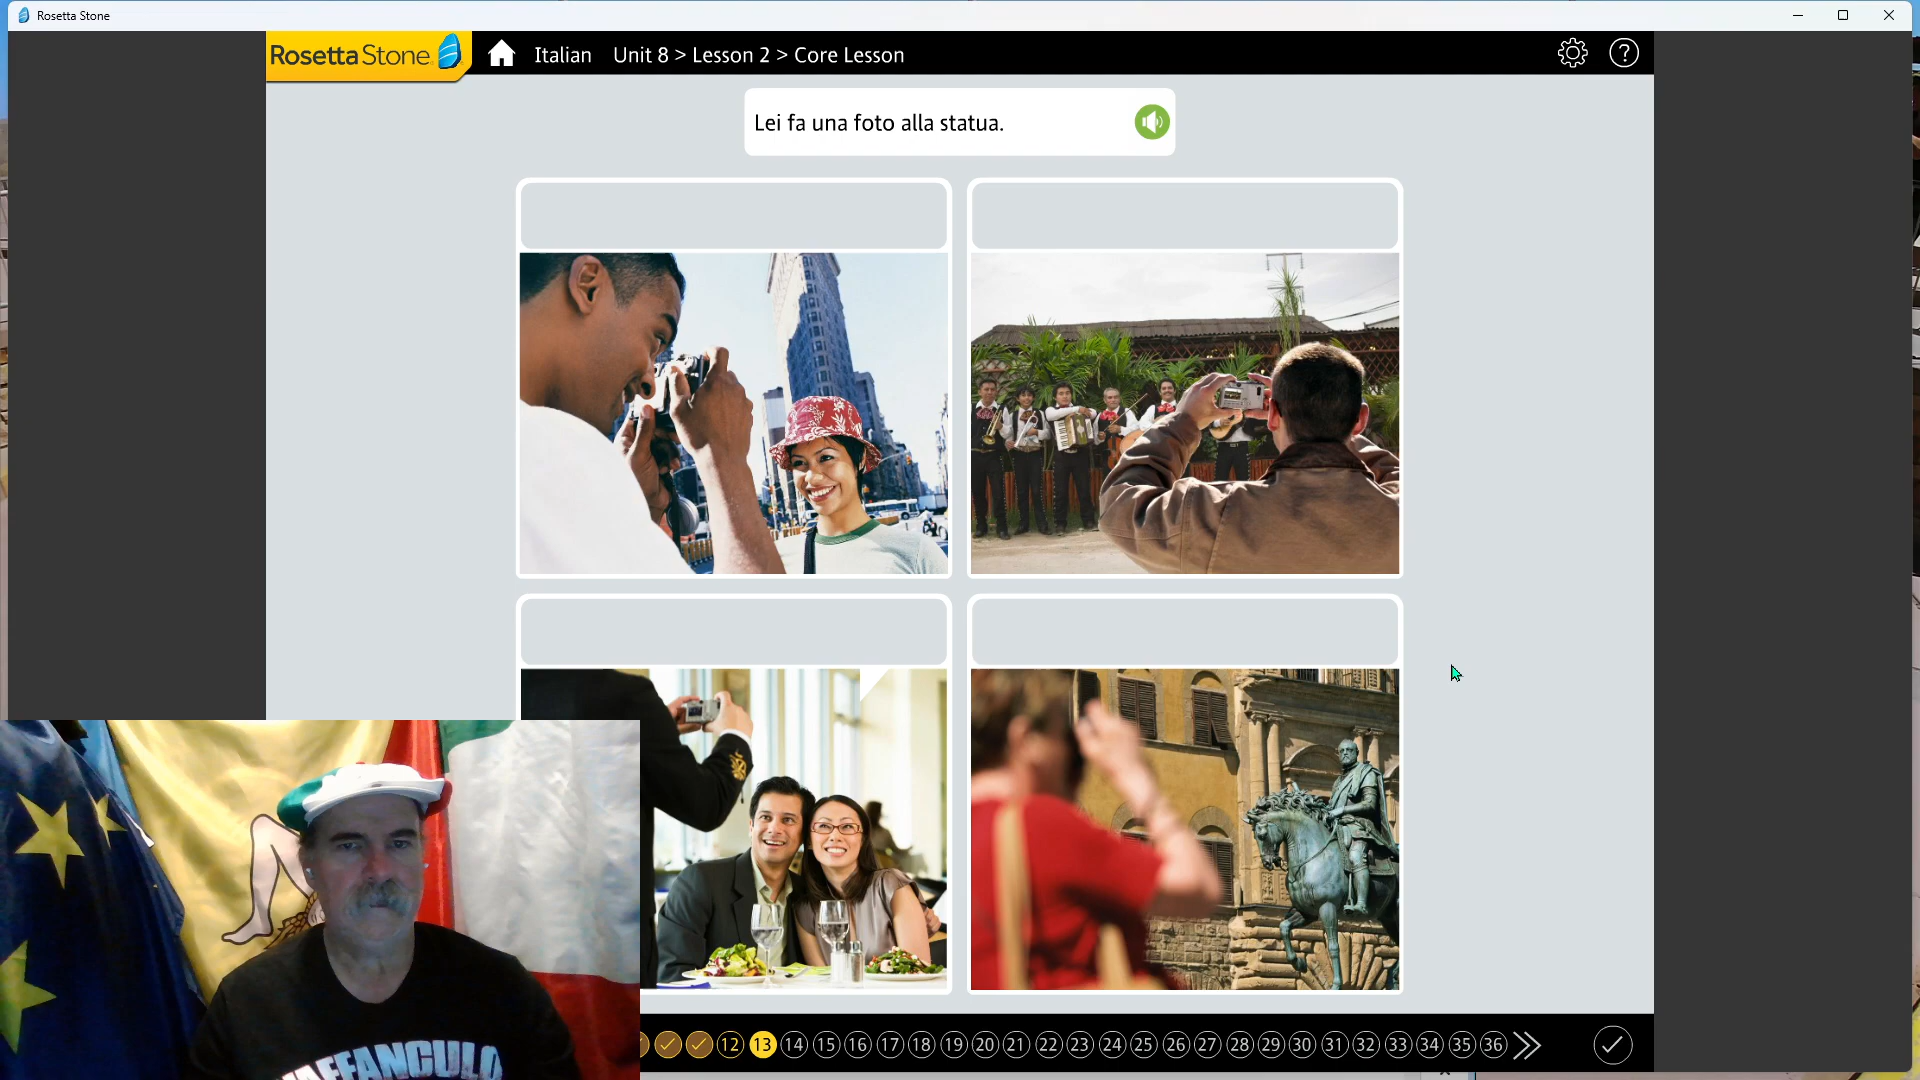 Rosetta Stone
RosettaStone
Italian Unit 8 > Lesson 2 > Core Lesson
?
Lei fa una foto alla statua.
12 13 14 15 16 17 18 19 20 21 22 23 24 25 26 27 28 29 30 31 32 33 34 35 36
AFFANCULO